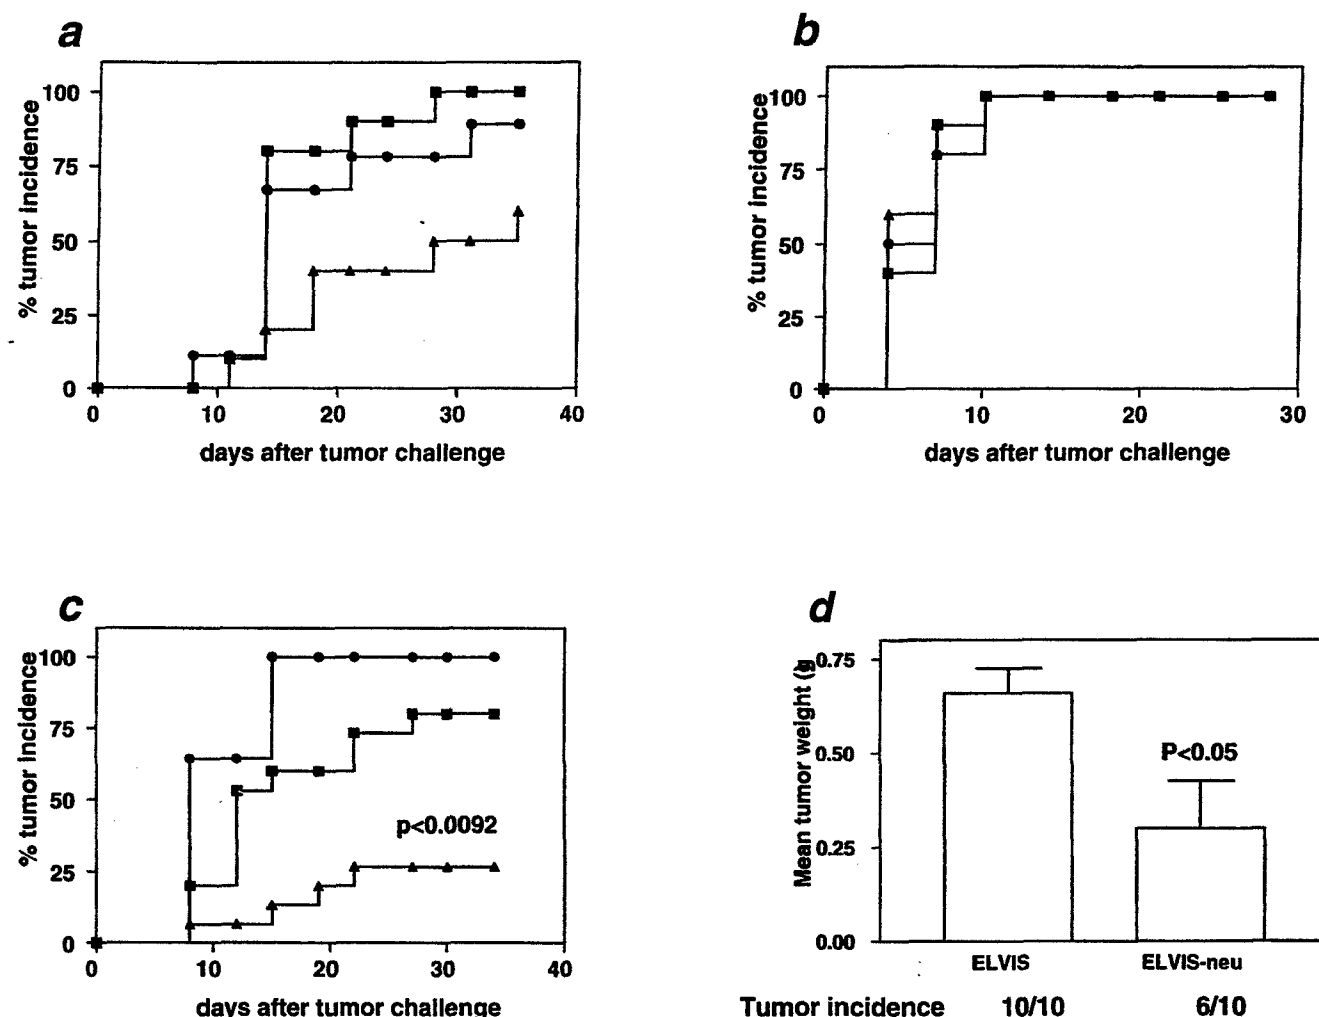 a
b
% tumor incidence
100
75
50
25
0
0 10 20 30 40
days after tumor challenge
% tumor incidence
100
75
50
25
0
0 10 20 30
days after tumor challenge
c
d
% tumor incidence
100
75
50
25
0
p<0.0092
0 10 20 30 40
days after tumor challenge
Mean tumor weight (g)
0.75
0.50
0.25
0.00
P<0.05
ELVIS ELVIS-neu
Tumor incidence 10/10 6/10